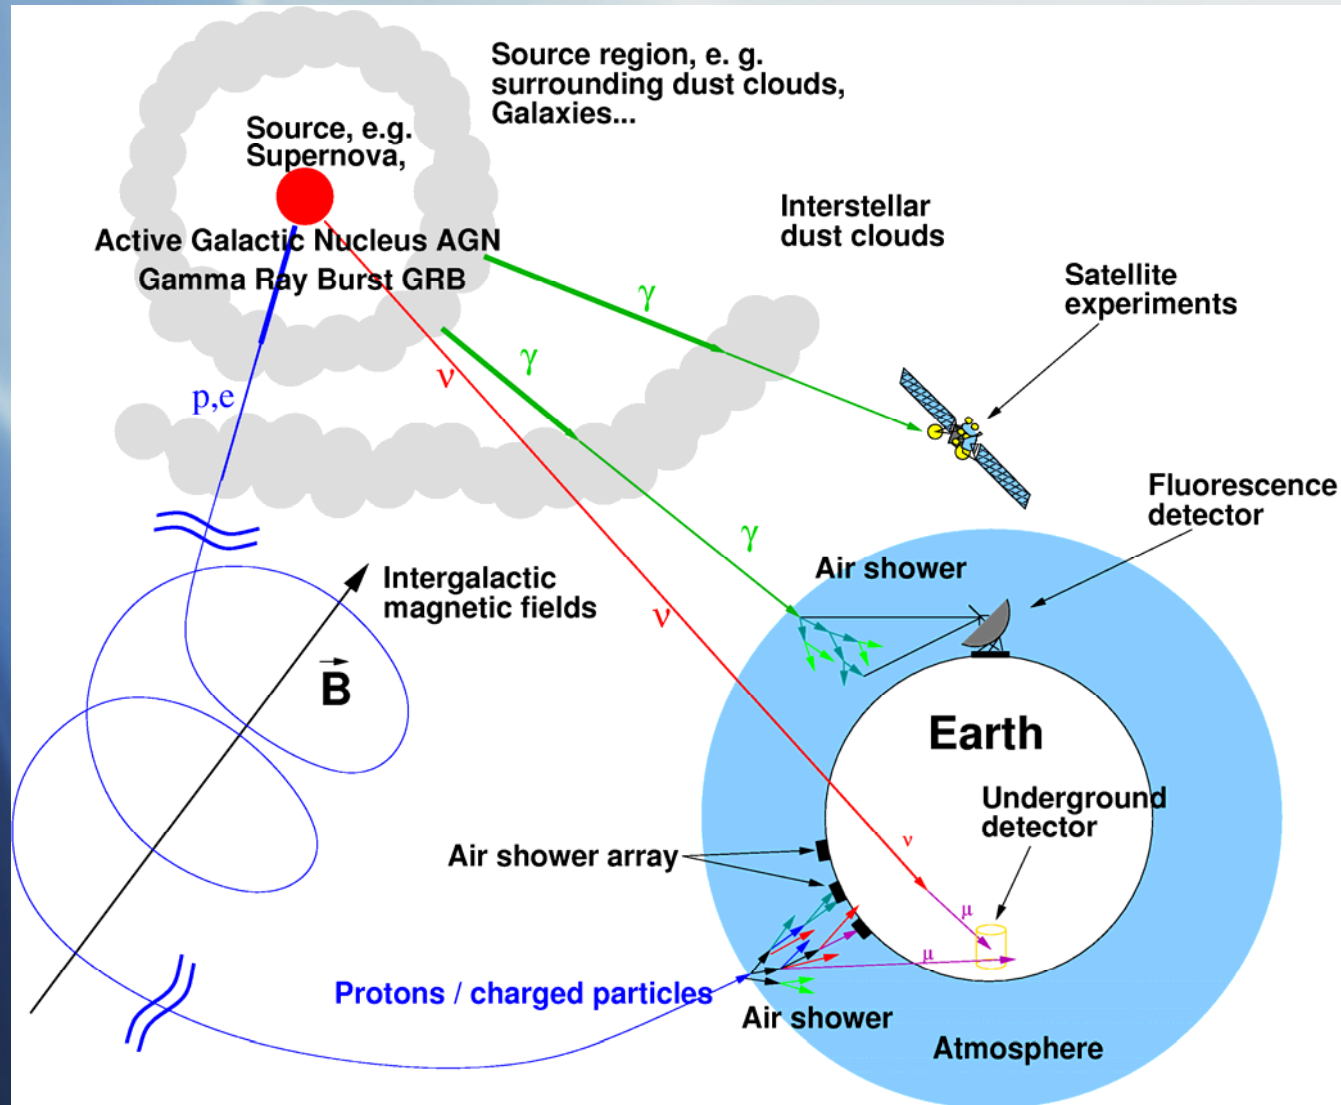 Source region, e. g.
surrounding dust clouds,
Galaxies...
Source, e.g.
Supernova,
Active Galactic Nucleus AGN
Gamma Ray Burst GRB
Interstellar
dust clouds
Satellite
experiments
γ
γ
ν
p,e
Fluorescence
detector
γ
Air shower
Intergalactic
magnetic fields
ν
B
Earth
Underground
detector
ν
Air shower array
μ
μ
Protons / charged particles
Air shower
Atmosphere